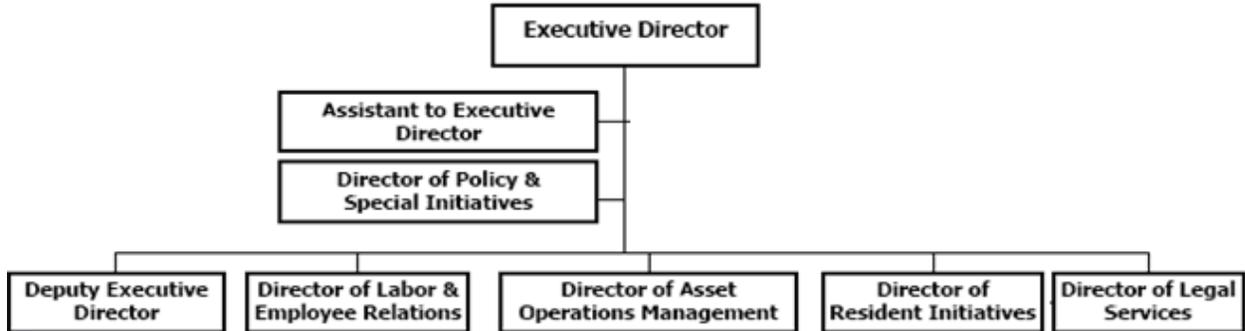 Executive Director
Assistant to Executive
Director
Director of Policy &
Special Initiatives
Deputy Executive
Director
Director of Labor &
Employee Relations
Director of Asset
Operations Management
Director of
Resident Initiatives
Director of Legal
Services